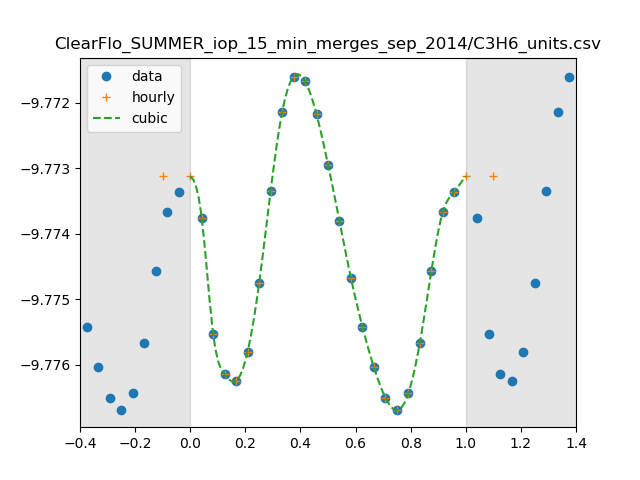 ClearFlo_SUMMER_iop_15_min_merges_sep_2014/C3H6_units.csv
data
hourly
cubic
−9.772
−9.773
−9.774
−9.775
−9.776
−0.4 −0.2 0.0 0.2 0.4 0.6 0.8 1.0 1.2 1.4